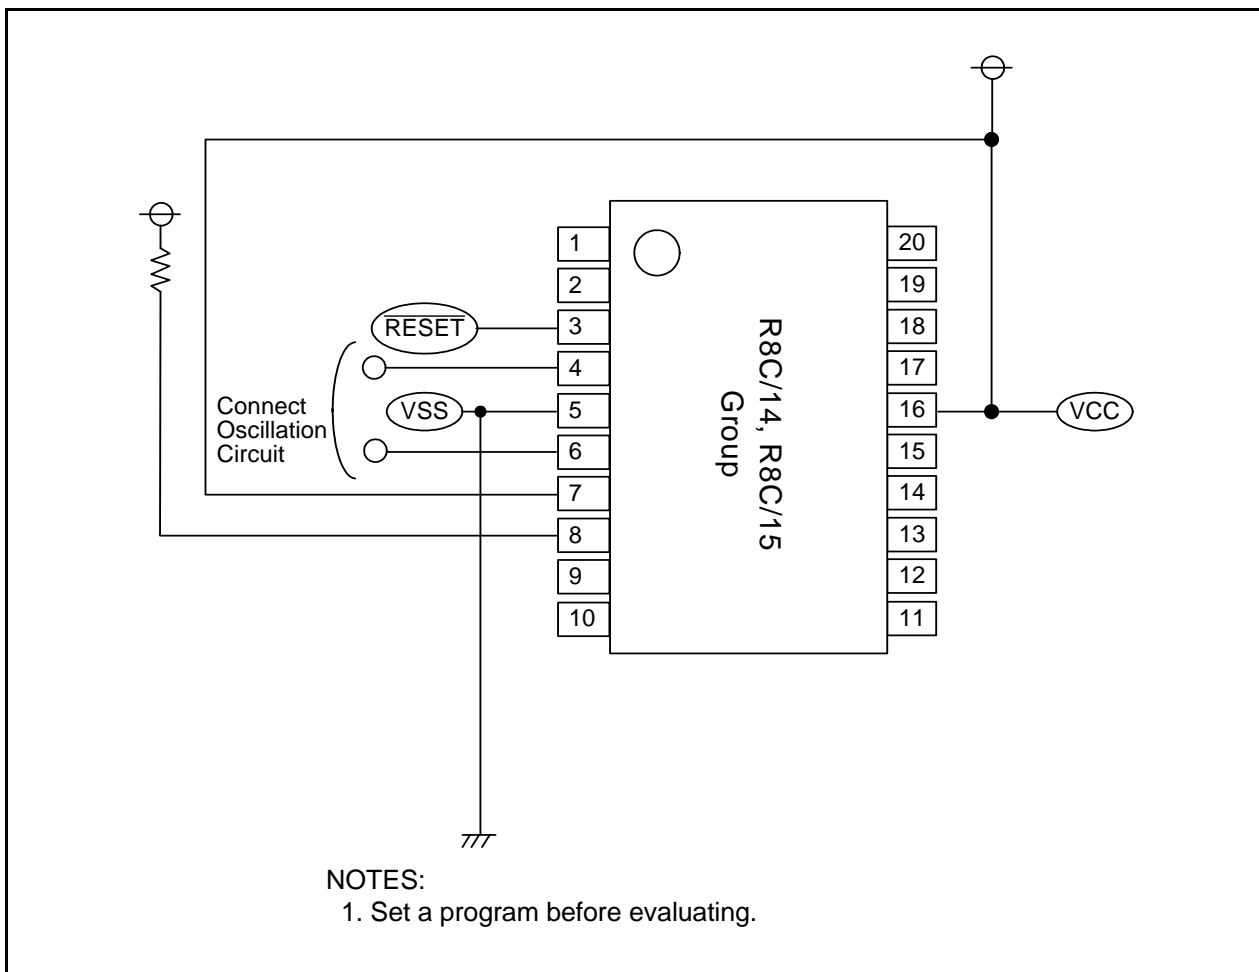 1
2
RESET
3
4
Connect
Oscillation
Circuit
VSS
5
6
7
8
9
10
R8C/14, R8C/15
Group
20
19
18
17
16
VCC
15
14
13
12
11
NOTES:
1. Set a program before evaluating.